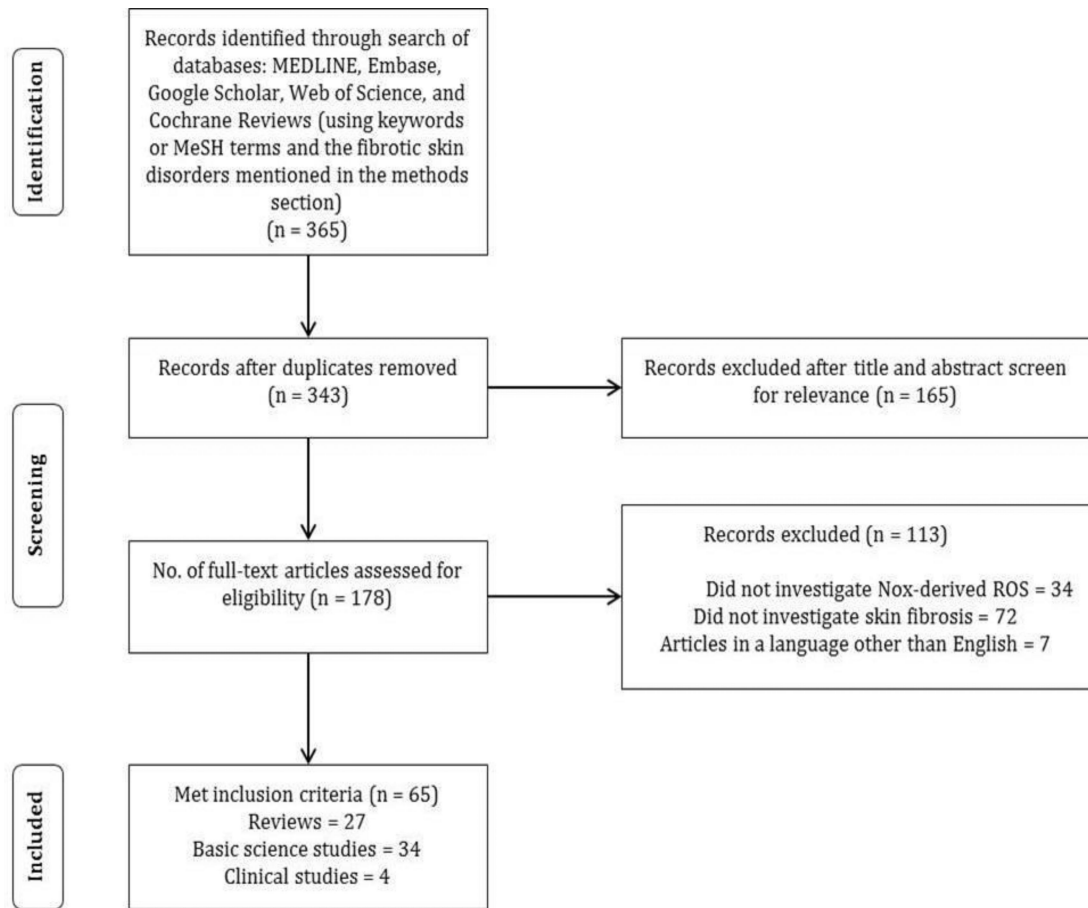 Identification
Records identified through search of
databases: MEDLINE, Embase,
Google Scholar, Web of Science, and
Cochrane Reviews (using keywords
or MeSH terms and the fibrotic skin
disorders mentioned in the methods
section)
(n = 365)
Screening
Records after duplicates removed
(n = 343)
Records excluded after title and abstract screen
for relevance (n = 165)
No. of full-text articles assessed for
eligibility (n = 178)
Records excluded (n = 113)
Did not investigate Nox-derived ROS = 34
Did not investigate skin fibrosis = 72
Articles in a language other than English = 7
Included
Met inclusion criteria (n = 65)
Reviews = 27
Basic science studies = 34
Clinical studies = 4